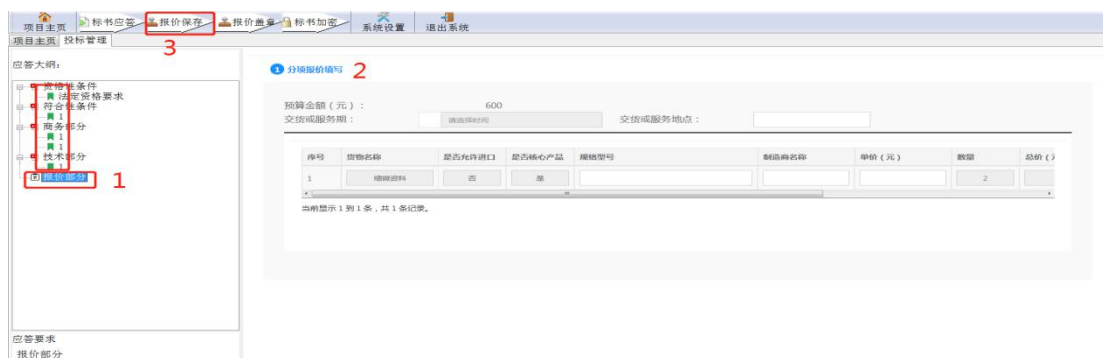 项目主页 标书应答 报价保存 报价盖章 标书加密 系统设置 退出系统
项目主页 投标管理
3
应答大纲：
1 分项报价填写 2
资格性条件
法定资格要求
符合性条件
1
商务部分
1
1
技术部分
1
报价部分 1
预算金额（元）： 600
交货或服务期： 请选择时间 交货或服务地点：
序号 货物名称 是否允许进口 是否核心产品 规格型号 制造商名称 单价（元） 数量 总价（
1 缩微资料 否 是 2
当前显示 1 到 1 条，共 1 条记录。
应答要求
报价部分